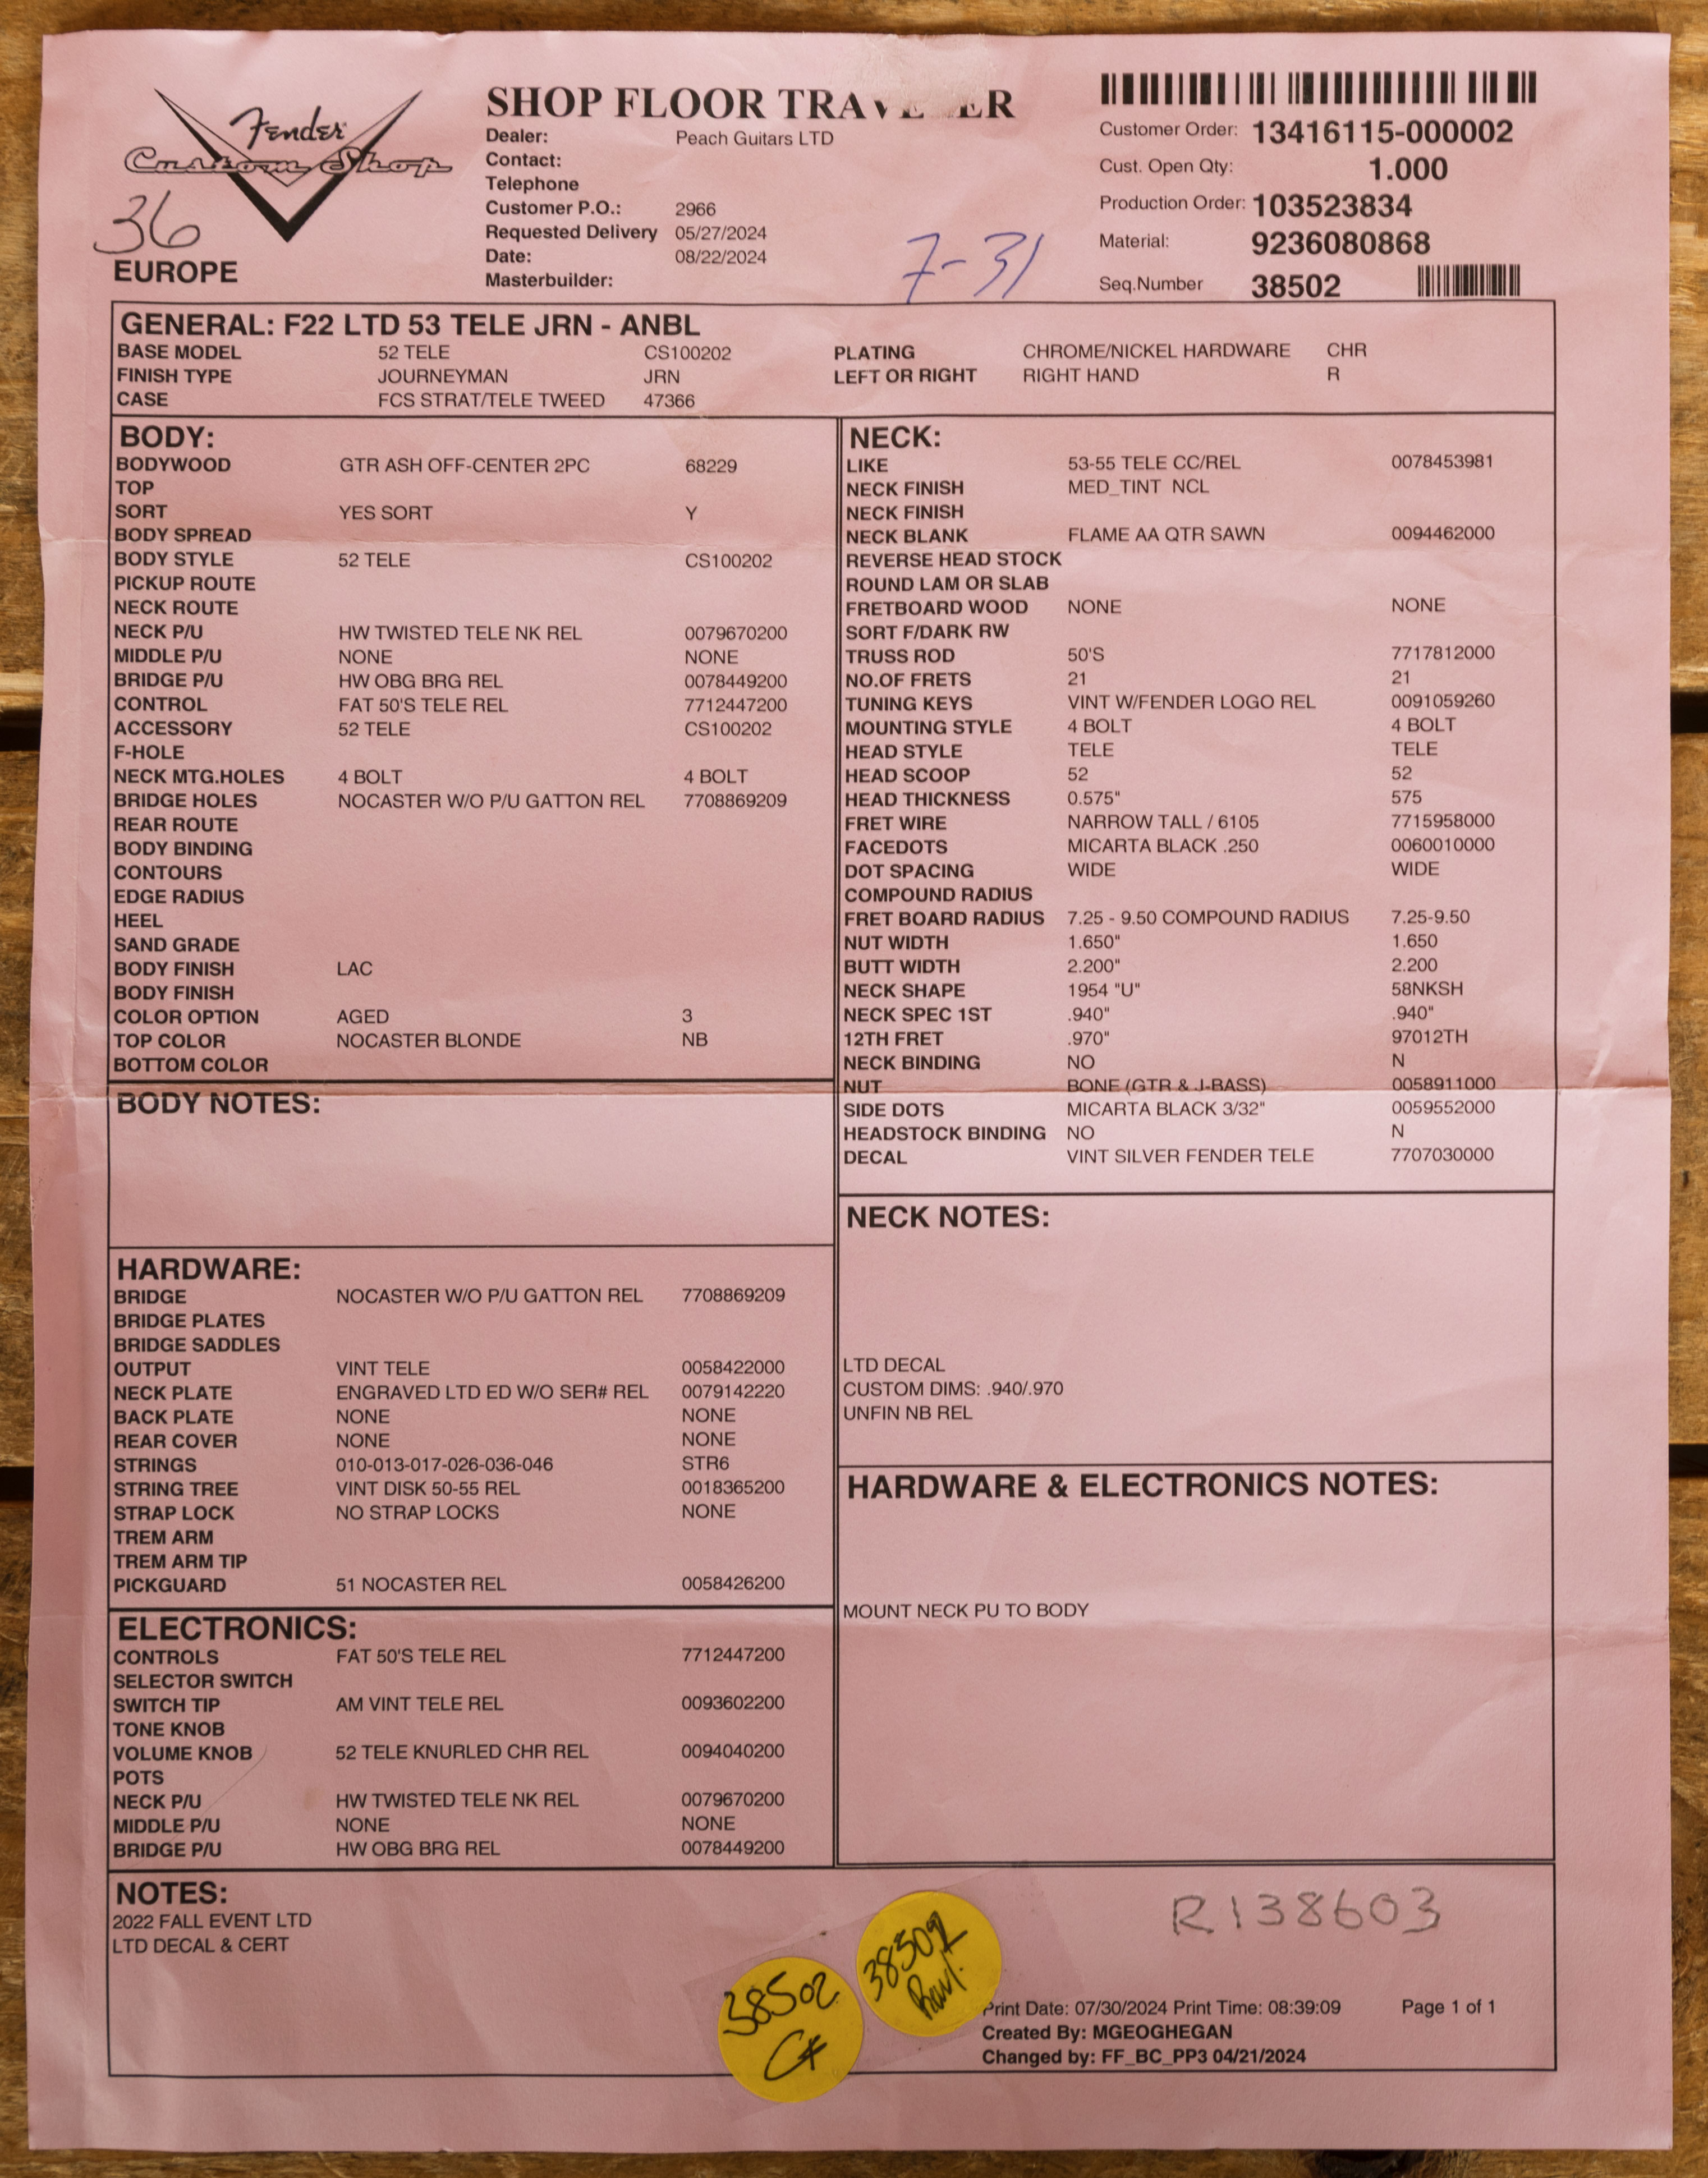 Fender
Custom Shop
36
EUROPE
SHOP FLOOR TRAVELER
Dealer: Peach Guitars LTD
Contact:
Telephone
Customer P.O.: 2966
Requested Delivery 05/27/2024
Date: 08/22/2024
Masterbuilder:
7-31
Customer Order: 13416115-000002
Cust. Open Qty: 1.000
Production Order: 103523834
Material: 9236080868
Seq.Number 38502
GENERAL: F22 LTD 53 TELE JRN - ANBL
BASE MODEL 52 TELE CS100202 PLATING CHROME/NICKEL HARDWARE CHR
FINISH TYPE JOURNEYMAN JRN LEFT OR RIGHT RIGHT HAND R
CASE FCS STRAT/TELE TWEED 47366
BODY:
BODYWOOD GTR ASH OFF-CENTER 2PC 68229
TOP
SORT YES SORT Y
BODY SPREAD
BODY STYLE 52 TELE CS100202
PICKUP ROUTE
NECK ROUTE
NECK P/U HW TWISTED TELE NK REL 0079670200
MIDDLE P/U NONE NONE
BRIDGE P/U HW OBG BRG REL 0078449200
CONTROL FAT 50'S TELE REL 7712447200
ACCESSORY 52 TELE CS100202
F-HOLE
NECK MTG.HOLES 4 BOLT 4 BOLT
BRIDGE HOLES NOCASTER W/O P/U GATTON REL 7708869209
REAR ROUTE
BODY BINDING
CONTOURS
EDGE RADIUS
HEEL
SAND GRADE
BODY FINISH LAC
BODY FINISH
COLOR OPTION AGED 3
TOP COLOR NOCASTER BLONDE NB
BOTTOM COLOR
BODY NOTES:
HARDWARE:
BRIDGE NOCASTER W/O P/U GATTON REL 7708869209
BRIDGE PLATES
BRIDGE SADDLES
OUTPUT VINT TELE 0058422000
NECK PLATE ENGRAVED LTD ED W/O SER# REL 0079142220
BACK PLATE NONE NONE
REAR COVER NONE NONE
STRINGS 010-013-017-026-036-046 STR6
STRING TREE VINT DISK 50-55 REL 0018365200
STRAP LOCK NO STRAP LOCKS NONE
TREM ARM
TREM ARM TIP
PICKGUARD 51 NOCASTER REL 0058426200
ELECTRONICS:
CONTROLS FAT 50'S TELE REL 7712447200
SELECTOR SWITCH
SWITCH TIP AM VINT TELE REL 0093602200
TONE KNOB
VOLUME KNOB 52 TELE KNURLED CHR REL 0094040200
POTS
NECK P/U HW TWISTED TELE NK REL 0079670200
MIDDLE P/U NONE NONE
BRIDGE P/U HW OBG BRG REL 0078449200
NECK:
LIKE 53-55 TELE CC/REL 0078453981
NECK FINISH MED_TINT NCL
NECK FINISH
NECK BLANK FLAME AA QTR SAWN 0094462000
REVERSE HEAD STOCK
ROUND LAM OR SLAB
FRETBOARD WOOD NONE NONE
SORT F/DARK RW
TRUSS ROD 50'S 7717812000
NO.OF FRETS 21 21
TUNING KEYS VINT W/FENDER LOGO REL 0091059260
MOUNTING STYLE 4 BOLT 4 BOLT
HEAD STYLE TELE TELE
HEAD SCOOP 52 52
HEAD THICKNESS 0.575" 575
FRET WIRE NARROW TALL / 6105 7715958000
FACEDOTS MICARTA BLACK .250 0060010000
DOT SPACING WIDE WIDE
COMPOUND RADIUS
FRET BOARD RADIUS 7.25 - 9.50 COMPOUND RADIUS 7.25-9.50
NUT WIDTH 1.650" 1.650
BUTT WIDTH 2.200" 2.200
NECK SHAPE 1954 "U" 58NKSH
NECK SPEC 1ST .940" .940"
12TH FRET .970" 97012TH
NECK BINDING NO N
NUT BONE (GTR & J-BASS) 0058911000
SIDE DOTS MICARTA BLACK 3/32" 0059552000
HEADSTOCK BINDING NO N
DECAL VINT SILVER FENDER TELE 7707030000
NECK NOTES:
LTD DECAL
CUSTOM DIMS: .940/.970
UNFIN NB REL
HARDWARE & ELECTRONICS NOTES:
MOUNT NECK PU TO BODY
NOTES:
2022 FALL EVENT LTD
LTD DECAL & CERT
38502
38502
R138603
Print Date: 07/30/2024 Print Time: 08:39:09 Page 1 of 1
Created By: MGEOGHEGAN
Changed by: FF_BC_PP3 04/21/2024